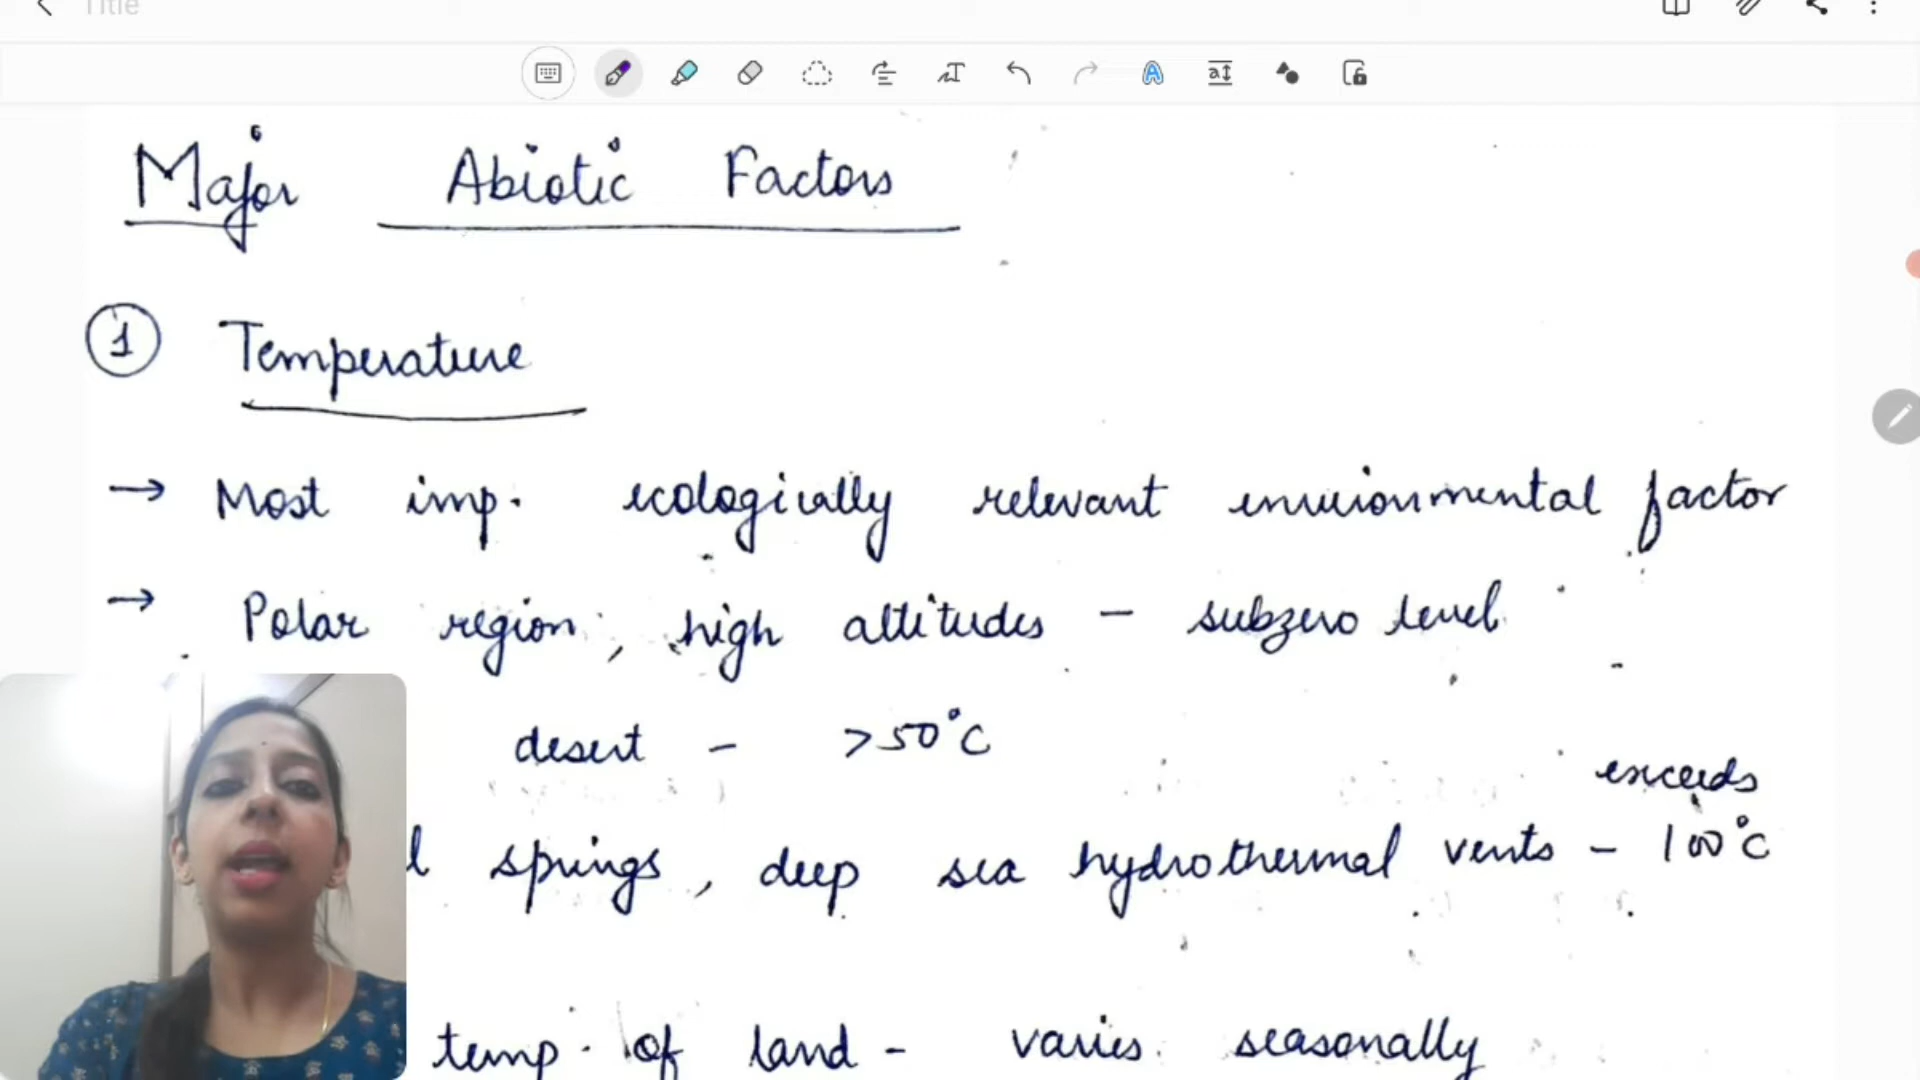 Title
Major Abiotic Factors
1 Temperature
→ Most imp. ecologically relevant environmental factor
→ Polar region, high altitudes – subzero level
desert – >50°C
exceeds
springs, deep sea hydrothermal vents – 100°C
temp. of land – varies seasonally